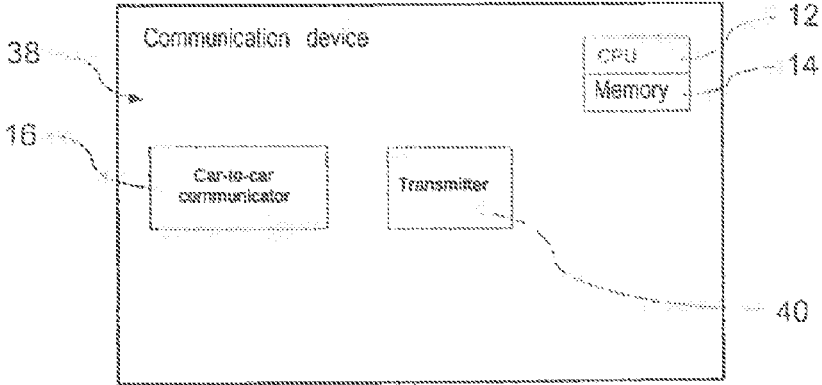 Communication device
12
CPU
38
14
Memory
16
Car-to-car
communicator
Transmitter
40